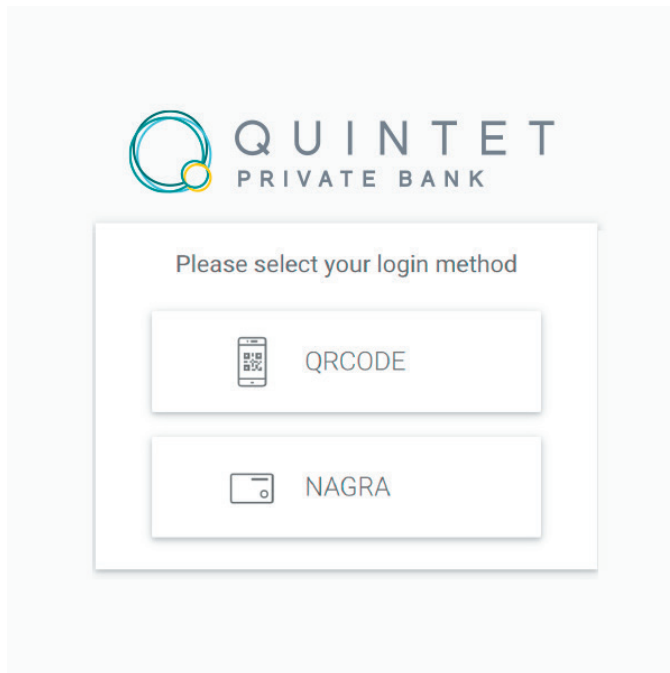 QUINTET
PRIVATE BANK
Please select your login method
QRCODE
NAGRA